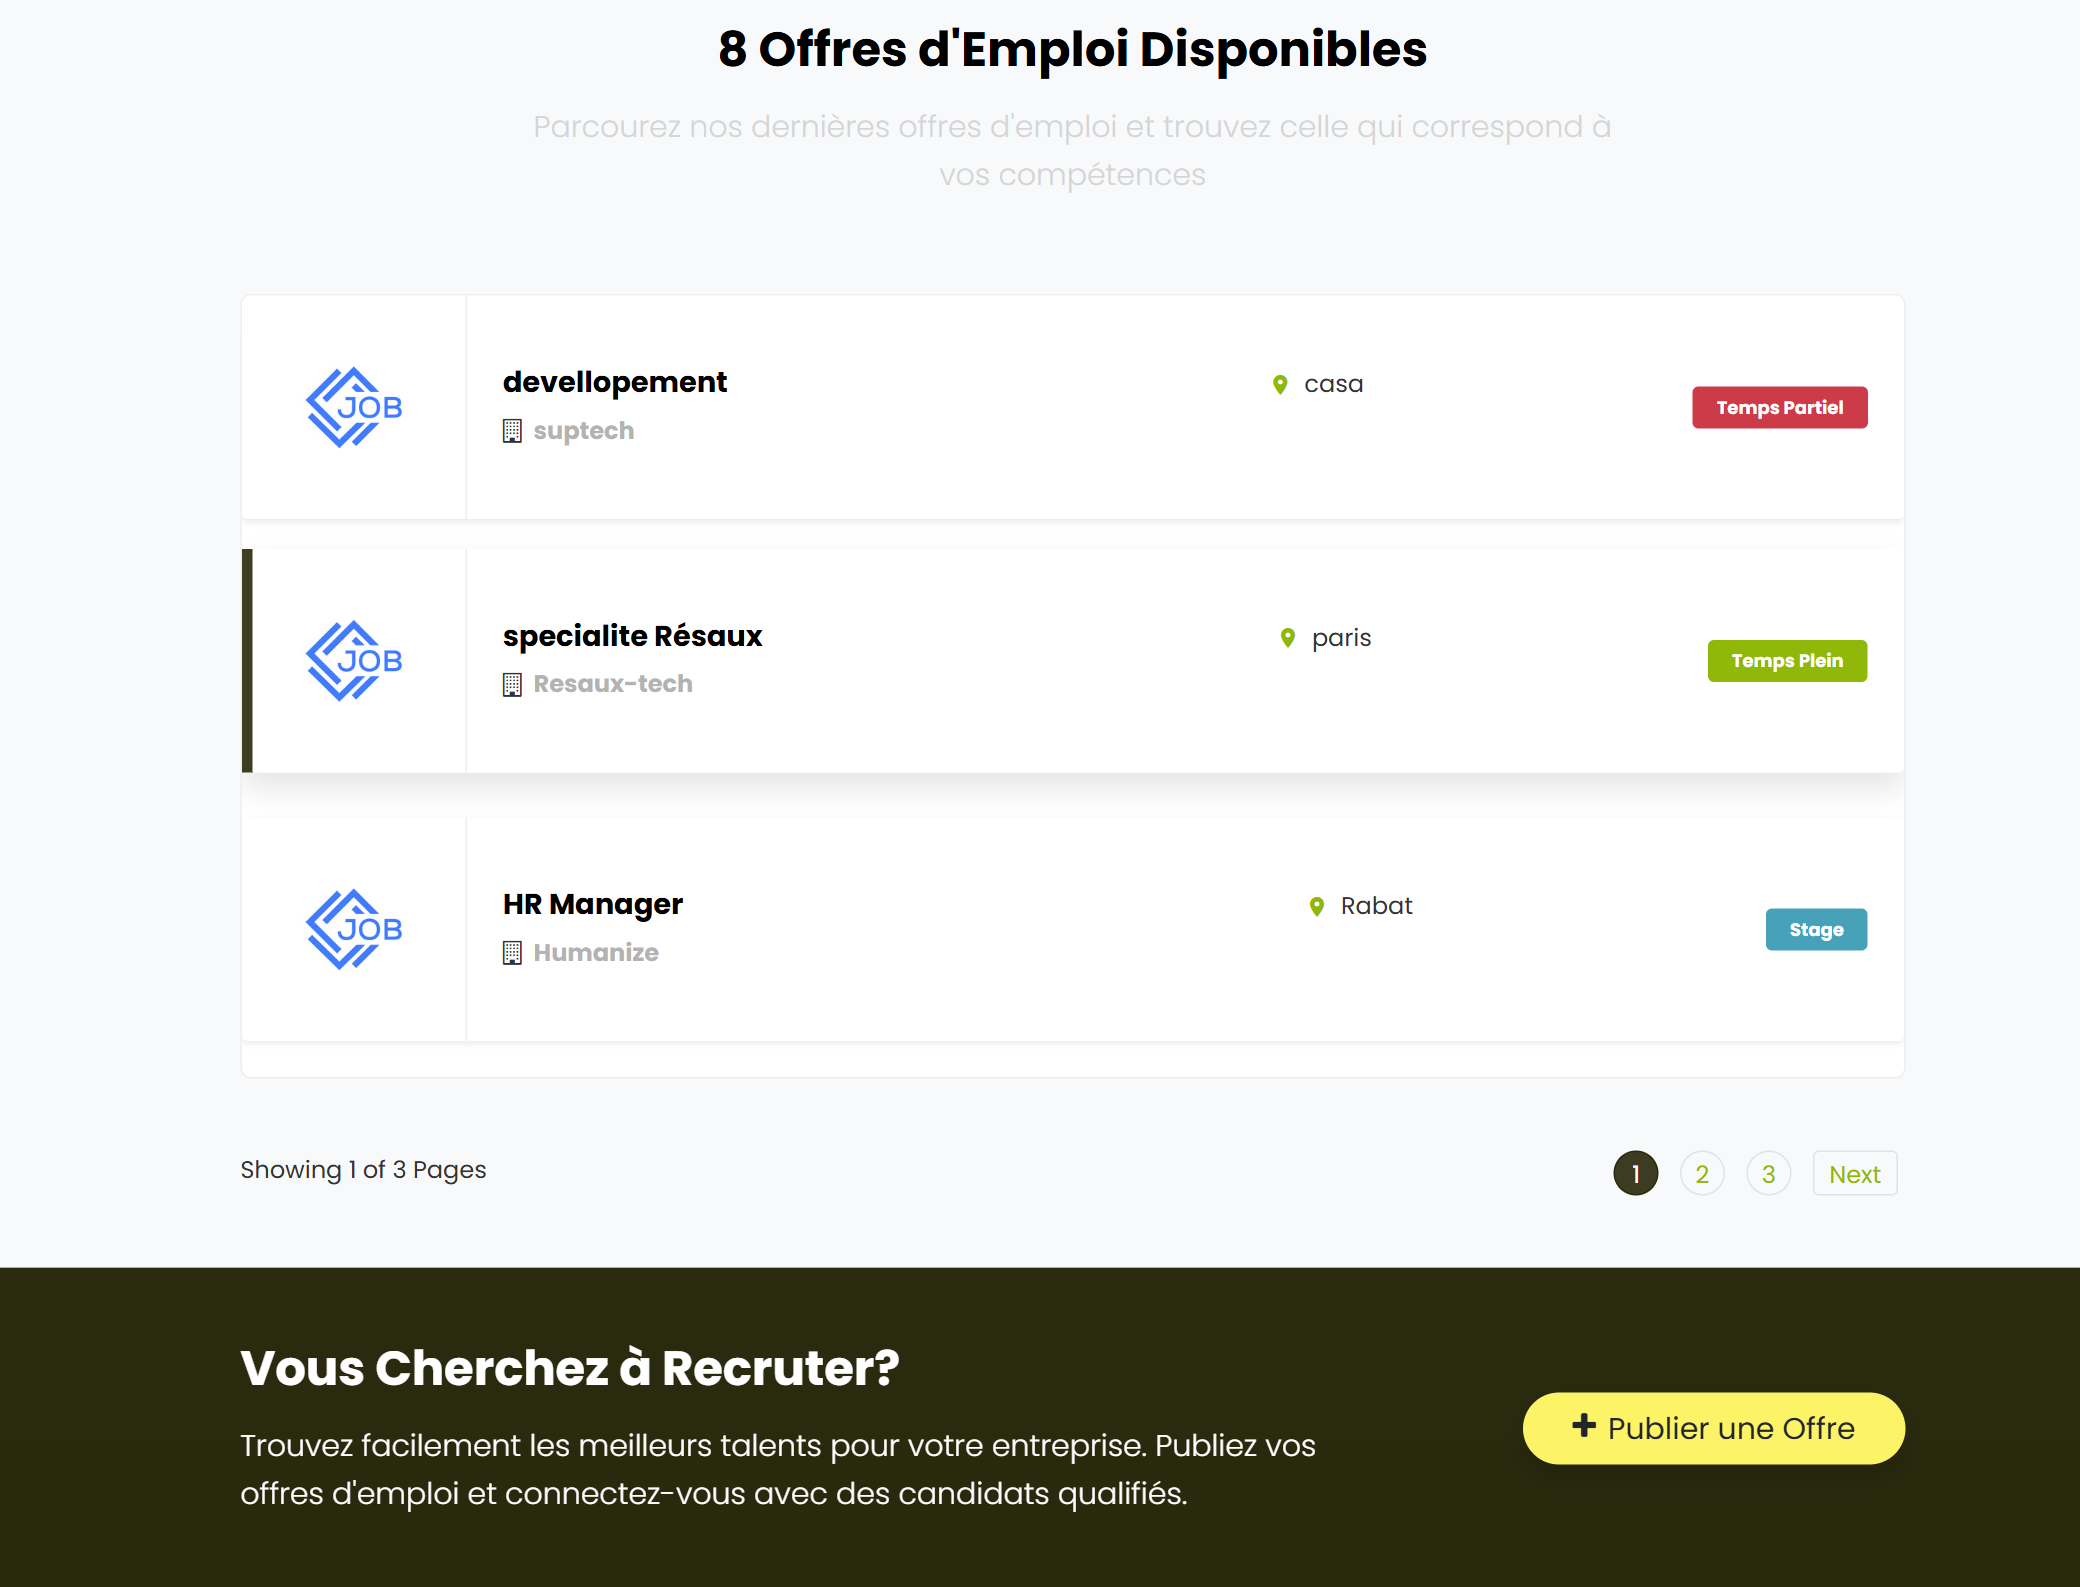 8 Offres d'Emploi Disponibles
Parcourez nos dernières offres d'emploi et trouvez celle qui correspond à
vos compétences
JOB
devellopement
casa
Temps Partiel
suptech
JOB
specialite Résaux
paris
Temps Plein
Resaux-tech
JOB
HR Manager
Rabat
Stage
Humanize
Showing 1 of 3 Pages
1 2 3 Next
Vous Cherchez à Recruter?
Trouvez facilement les meilleurs talents pour votre entreprise. Publiez vos
offres d'emploi et connectez-vous avec des candidats qualifiés.
Publier une Offre